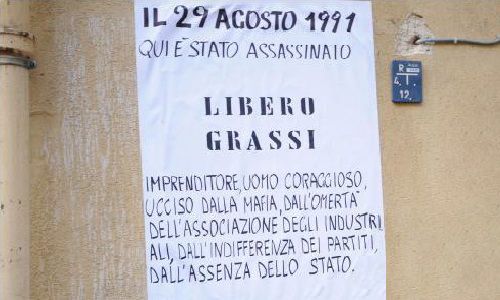 IL 29 AGOSTO 1991
QUI È STATO ASSASSINATO
LIBERO
GRASSI
IMPRENDITORE, UOMO CORAGGIOSO,
UCCISO DALLA MAFIA, DALL'OMERTÀ
DELL'ASSOCIAZIONE DEGLI INDUSTRI
ALI, DALL'INDIFFERENZA DEI PARTITI,
DALL'ASSENZA DELLO STATO.
R
4. T.
12.